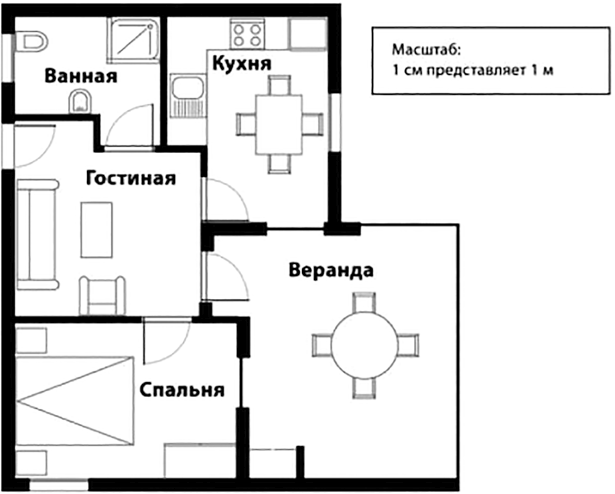 Ванная
Кухня
Масштаб:
1 см представляет 1 м
Гостиная
Веранда
Спальня